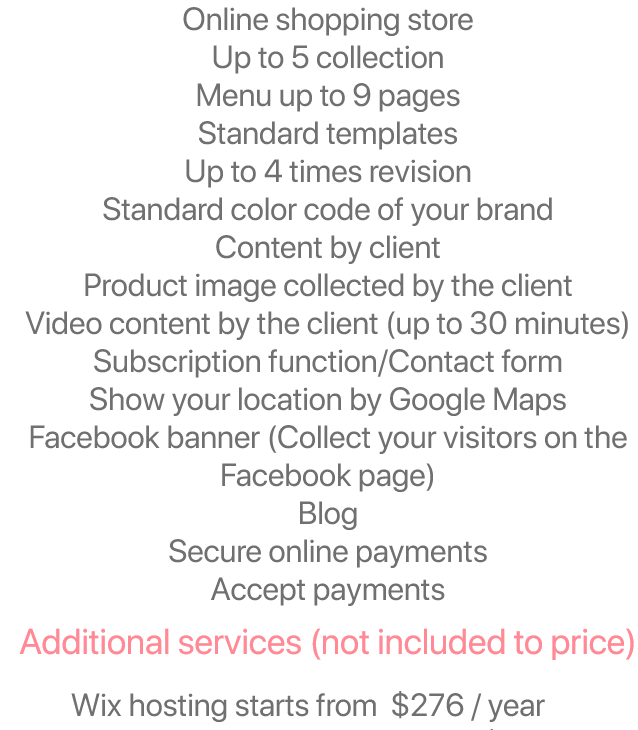 Online shopping store
Up to 5 collection
Menu up to 9 pages
Standard templates
Up to 4 times revision
Standard color code of your brand
Content by client
Product image collected by the client
Video content by the client (up to 30 minutes)
Subscription function/Contact form
Show your location by Google Maps
Facebook banner (Collect your visitors on the
Facebook page)
Blog
Secure online payments
Accept payments
Additional services (not included to price)
Wix hosting starts from $276 / year